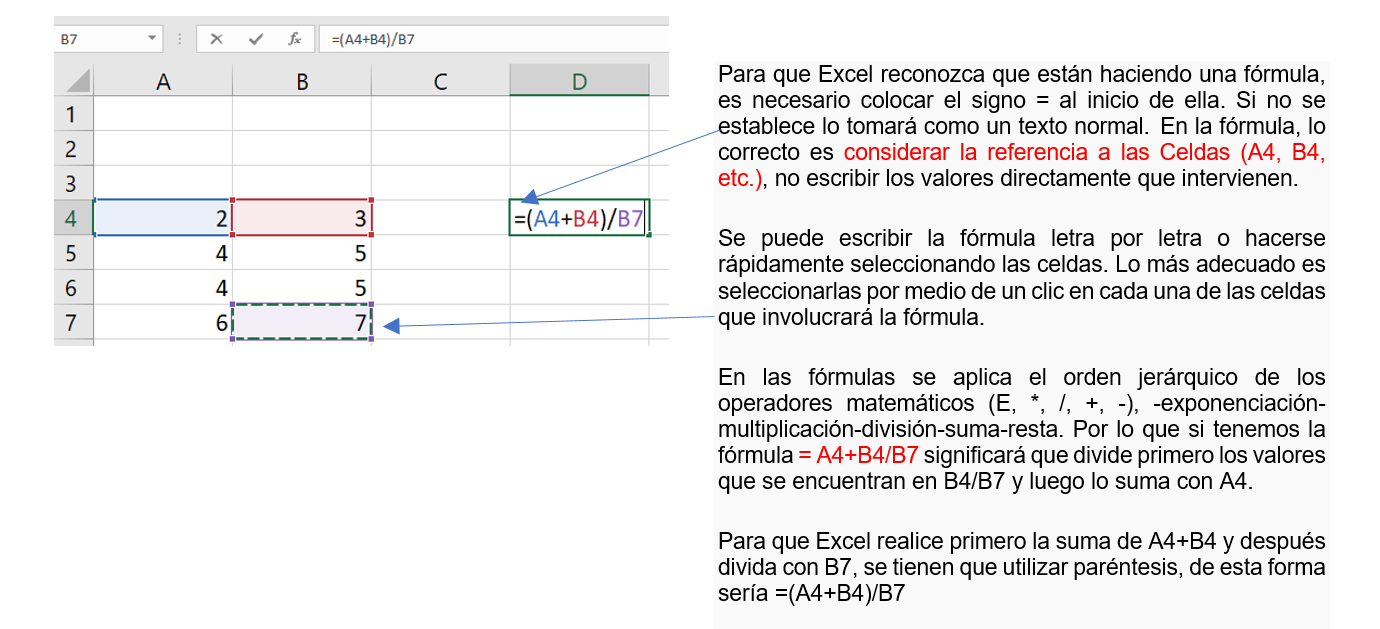 B7 =(A4+B4)/B7
A B C D
1
2
3
4 2 3 =(A4+B4)/B7
5 4 5
6 4 5
7 6 7
Para que Excel reconozca que están haciendo una fórmula,
es necesario colocar el signo = al inicio de ella. Si no se
establece lo tomará como un texto normal. En la fórmula, lo
correcto es considerar la referencia a las Celdas (A4, B4,
etc.), no escribir los valores directamente que intervienen.
Se puede escribir la fórmula letra por letra o hacerse
rápidamente seleccionando las celdas. Lo más adecuado es
seleccionarlas por medio de un clic en cada una de las celdas
que involucrará la fórmula.
En las fórmulas se aplica el orden jerárquico de los
operadores matemáticos (E, *, /, +, -), -exponenciación-
multiplicación-división-suma-resta. Por lo que si tenemos la
fórmula = A4+B4/B7 significará que divide primero los valores
que se encuentran en B4/B7 y luego lo suma con A4.
Para que Excel realice primero la suma de A4+B4 y después
divida con B7, se tienen que utilizar paréntesis, de esta forma
sería =(A4+B4)/B7